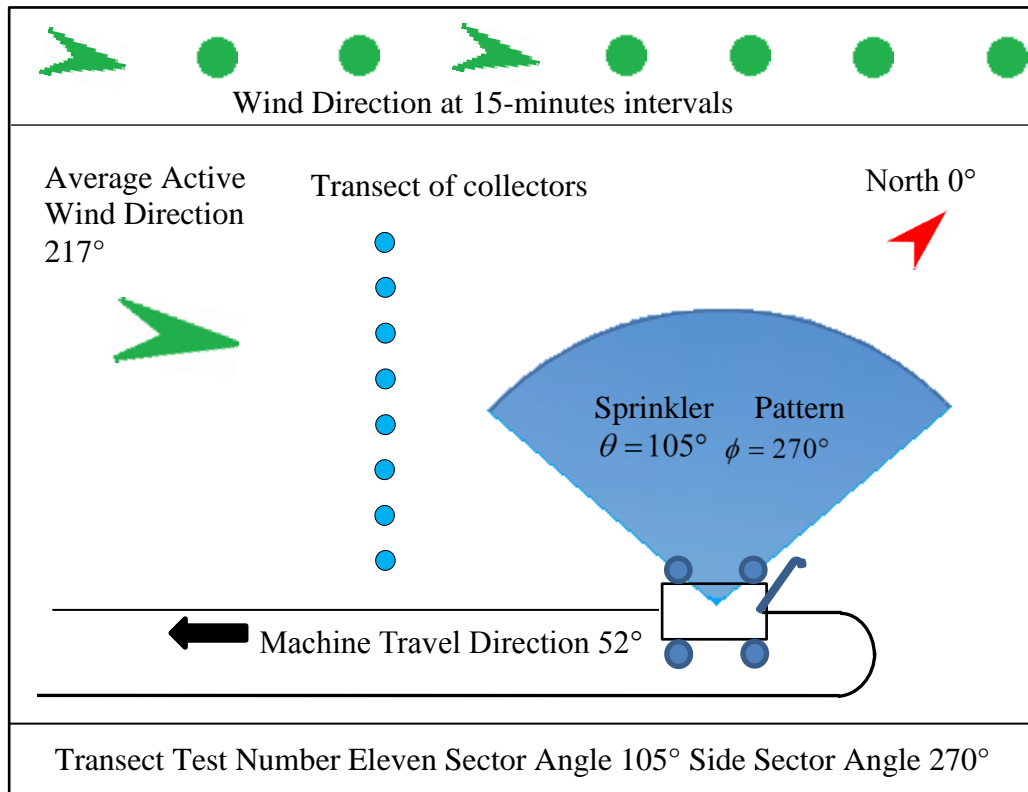 Wind Direction at 15-minutes intervals
Average Active
Wind Direction
217°
Transect of collectors
North 0°
Sprinkler Pattern
θ = 105° ϕ = 270°
Machine Travel Direction 52°
Transect Test Number Eleven Sector Angle 105° Side Sector Angle 270°